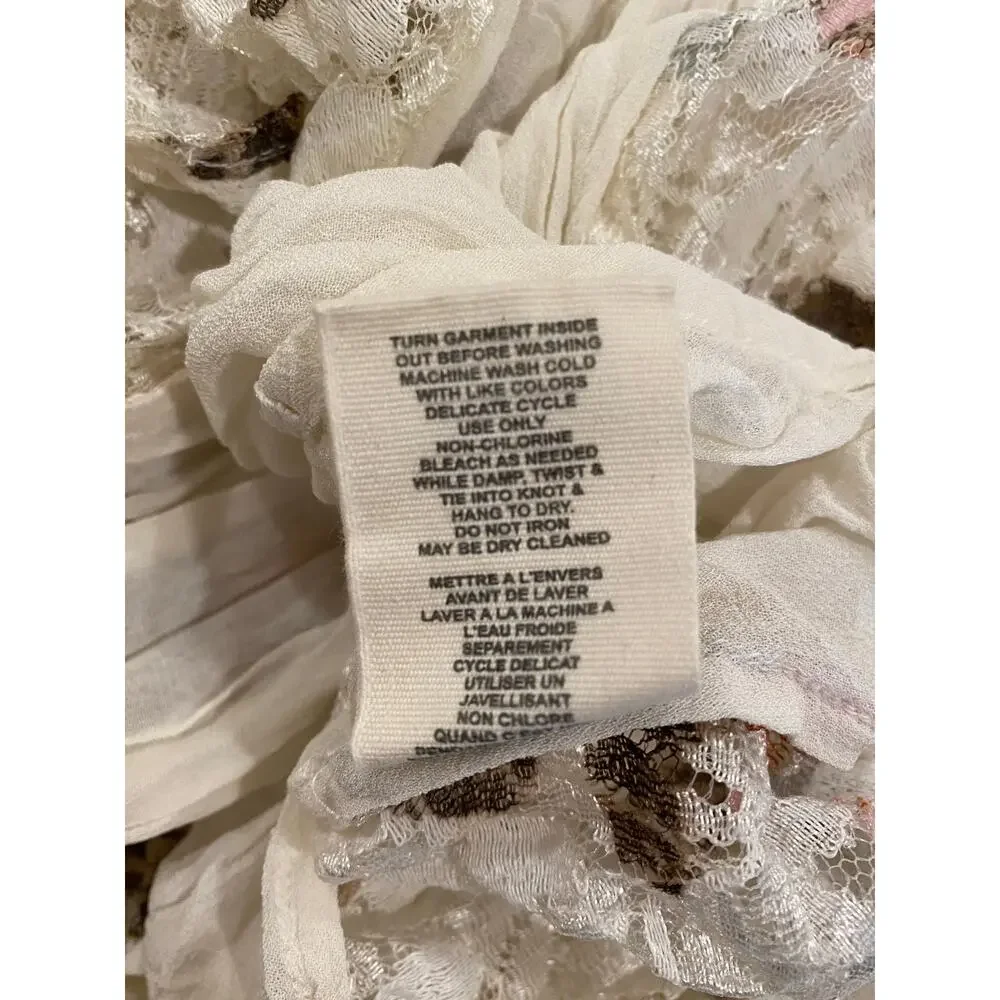 TURN GARMENT INSIDE
OUT BEFORE WASHING
MACHINE WASH COLD
WITH LIKE COLORS
DELICATE CYCLE
USE ONLY
NON-CHLORINE
BLEACH AS NEEDED
WHILE DAMP, TWIST &
TIE INTO KNOT &
HANG TO DRY.
DO NOT IRON
MAY BE DRY CLEANED
METTRE A L'ENVERS
AVANT DE LAVER
LAVER A LA MACHINE A
L'EAU FROIDE
SEPAREMENT
CYCLE DELICAT
UTILISER UN
JAVELLISANT
NON CHLORE
QUAND